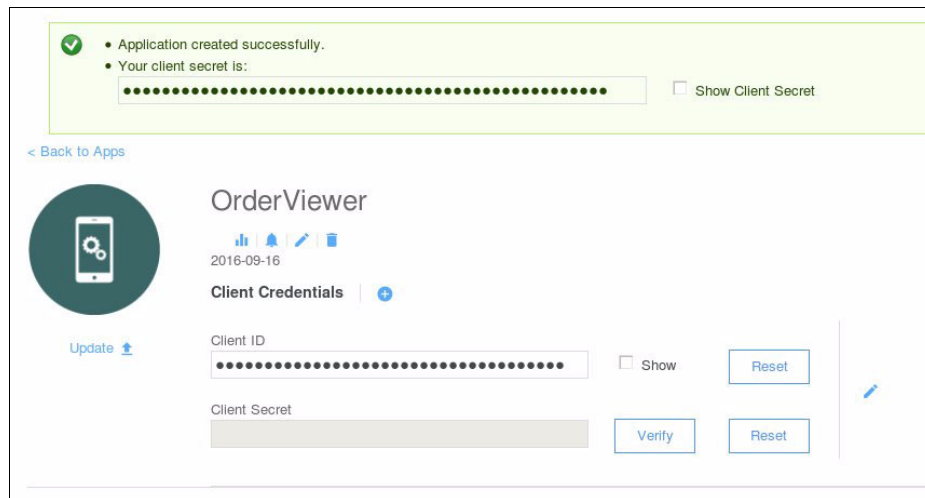 Application created successfully.
Your client secret is:
••••••••••••••••••••••••••••••••••••••••••••••••••
Show Client Secret
< Back to Apps
OrderViewer
2016-09-16
Client Credentials
Update
Client ID
••••••••••••••••••••••••••••••••••••
Show
Reset
Client Secret
Verify
Reset